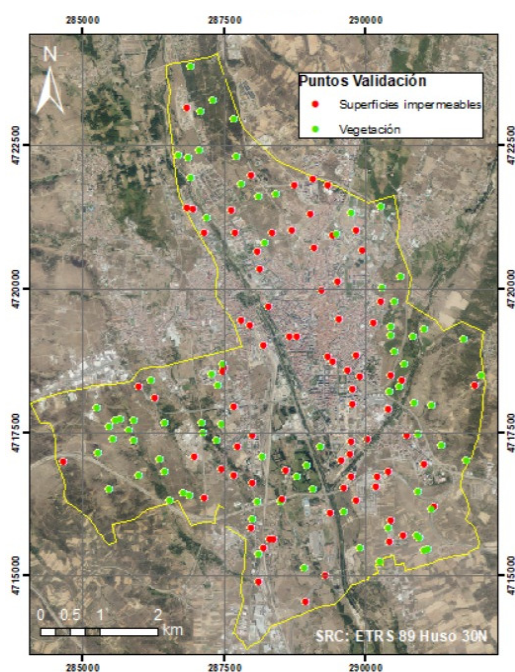 285000 287500 290000
N
Puntos Validación
Superficies impermeables
Vegetación
4722500 4722500
4720000 4720000
4717500 4717500
4715000 4715000
0 0.5 1 2
km
SRC: ETRS 89 Huso 30N
285000 287500 290000